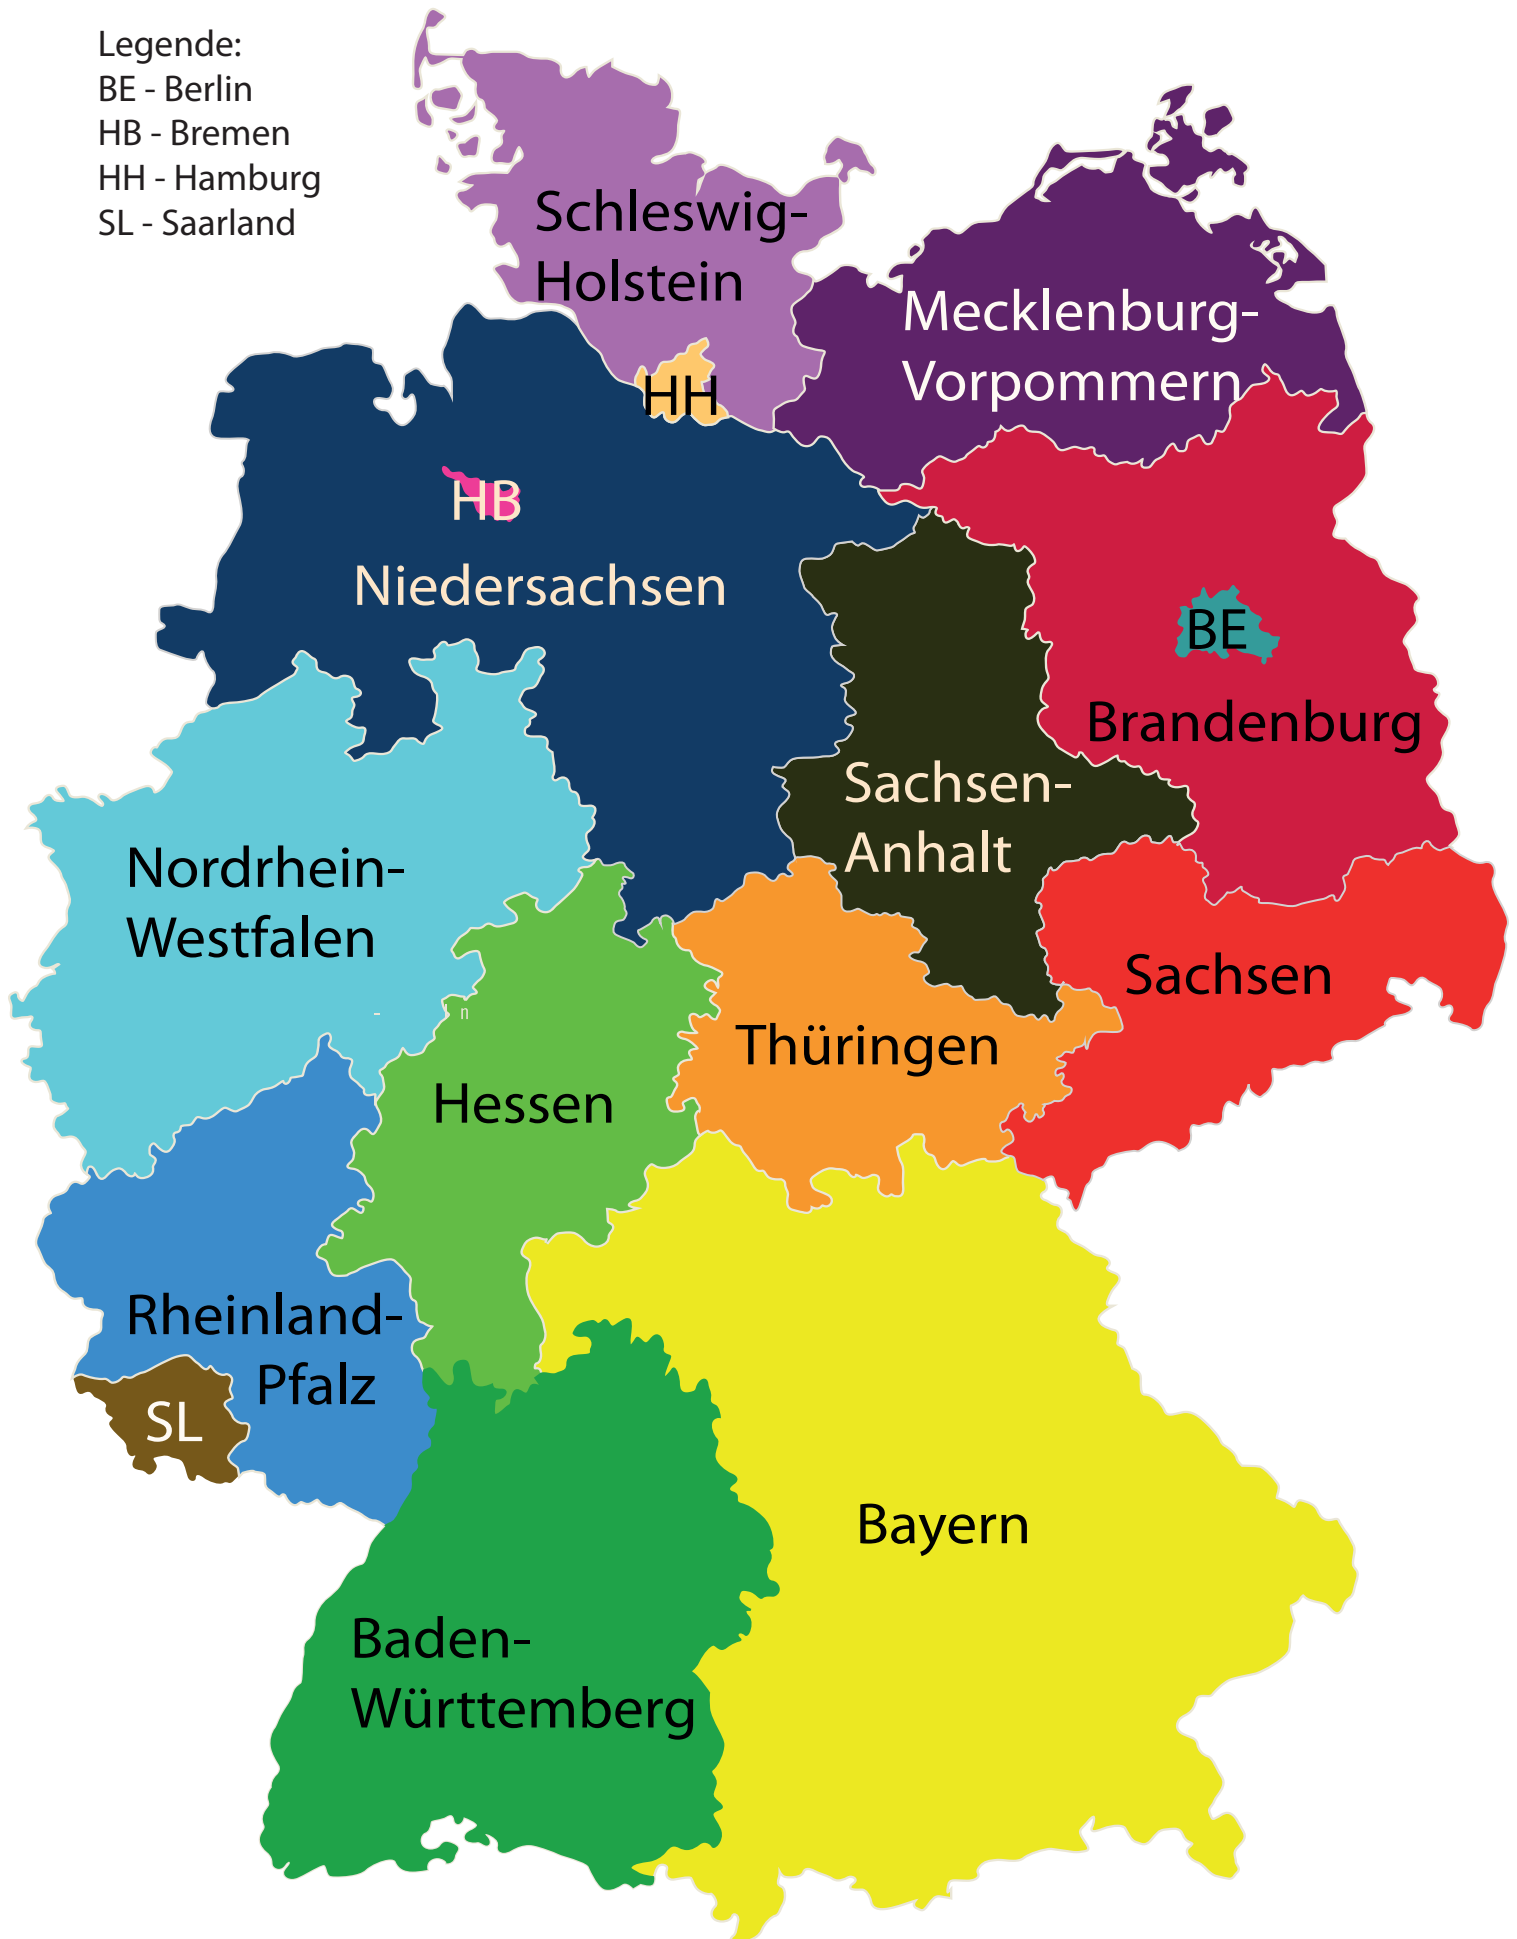 Legende:
BE - Berlin
HB - Bremen
HH - Hamburg
SL - Saarland
Schleswig-
Holstein
Mecklenburg-
Vorpommern
HH
HB
Niedersachsen
BE
Brandenburg
Sachsen-
Anhalt
Nordrhein-
Westfalen
Sachsen
Thüringen
Hessen
Rheinland-
Pfalz
SL
Bayern
Baden-
Württemberg